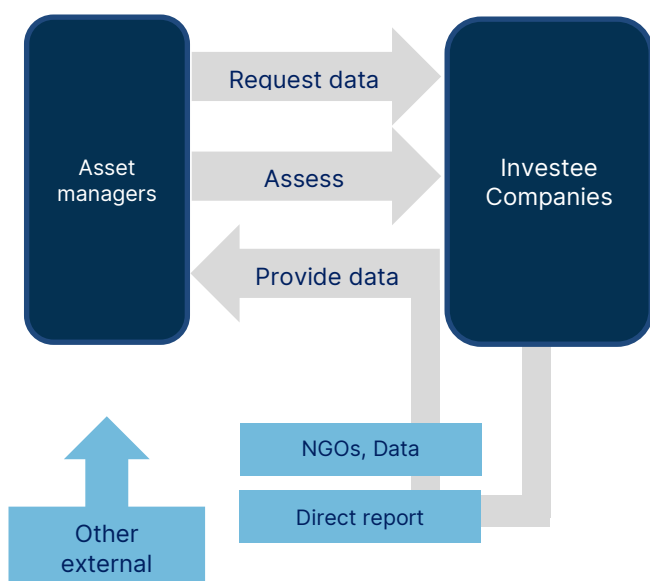 Request data
Asset
managers
Assess
Investee
Companies
Provide data
NGOs, Data
Direct report
Other
external